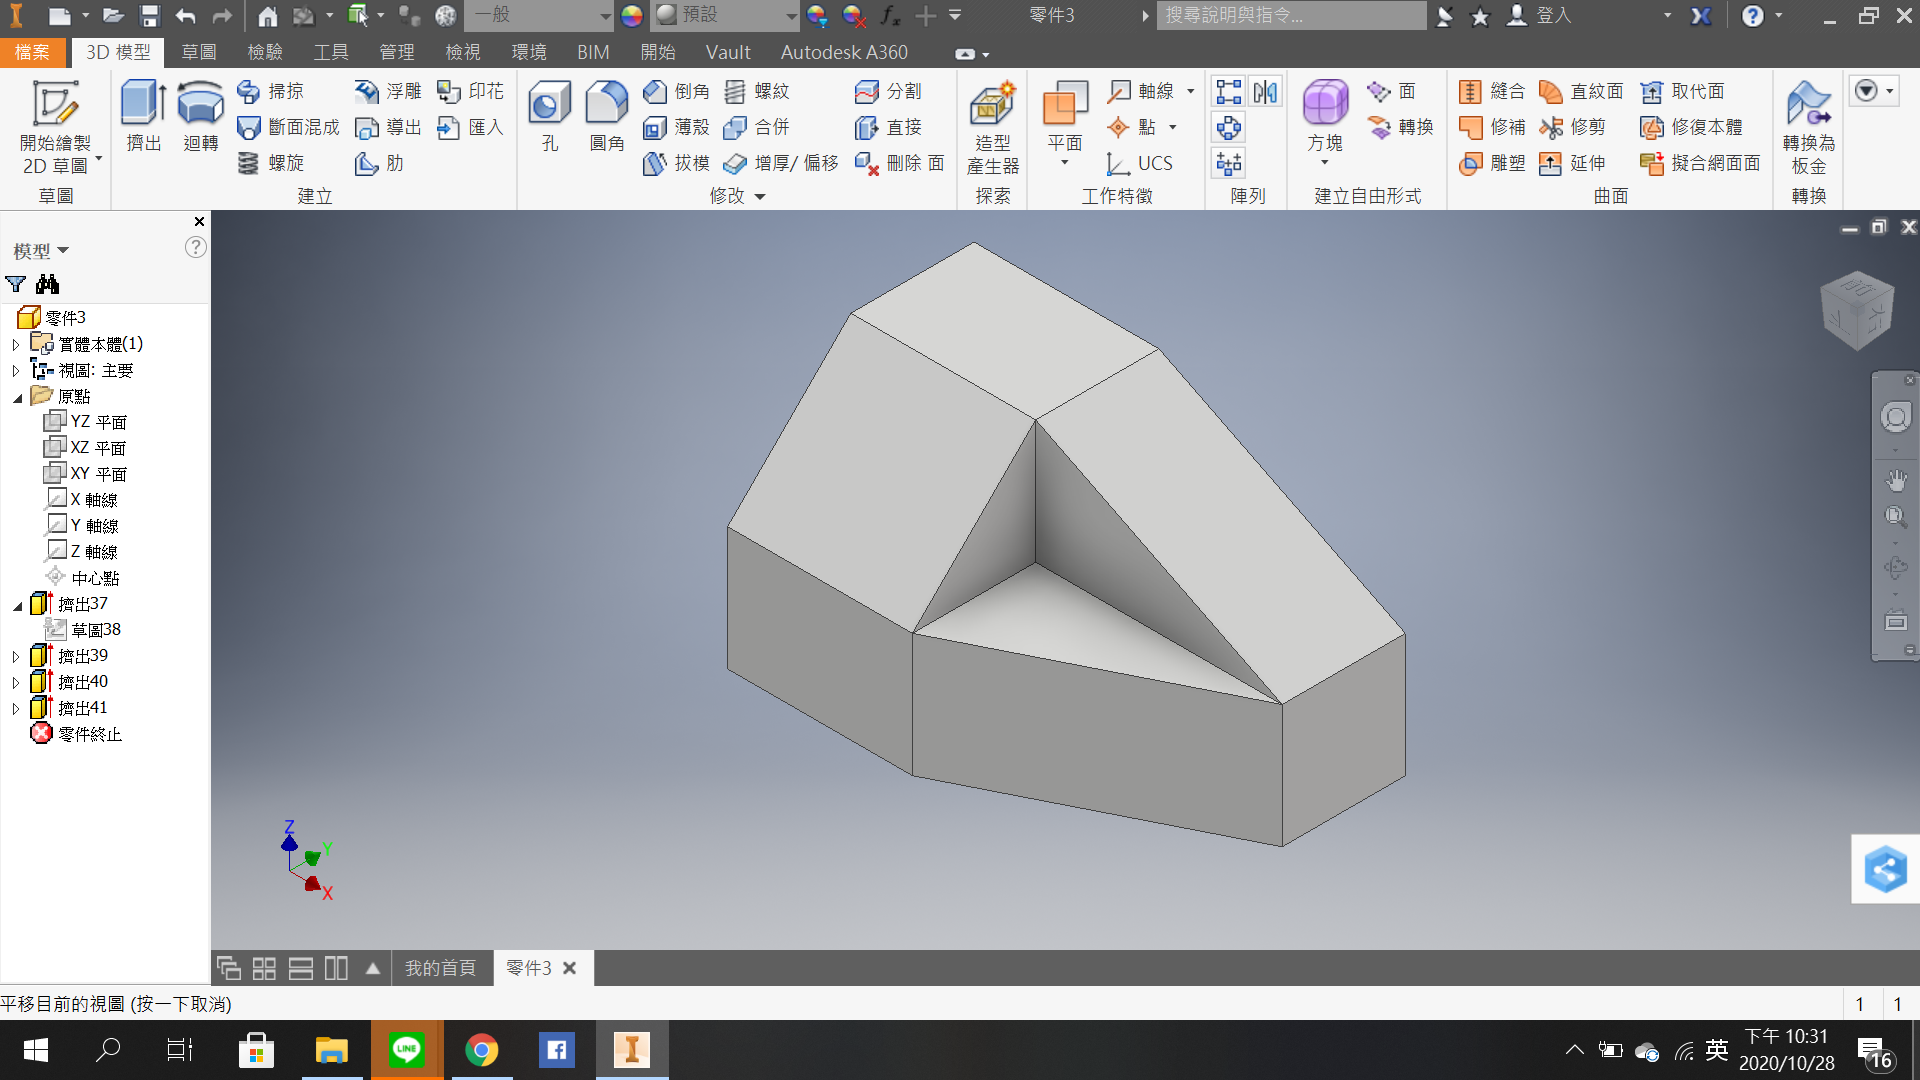 一般
預設
fx
零件3
搜尋說明與指令...
登入
檔案
3D 模型
草圖
檢驗
工具
管理
檢視
環境
BIM
開始
Vault
Autodesk A360
開始繪製
2D 草圖
草圖
擠出
迴轉
掃掠
斷面混成
螺旋
浮雕
導出
肋
印花
匯入
建立
孔
圓角
倒角
薄殼
拔模
螺紋
合併
增厚/ 偏移
分割
直接
刪除 面
修改
造型
產生器
探索
平面
軸線
點
UCS
工作特徵
陣列
方塊
面
轉換
建立自由形式
縫合
修補
雕塑
直紋面
修剪
延伸
取代面
修復本體
擬合網面面
曲面
轉換為
板金
轉換
模型
零件3
實體本體(1)
視圖: 主要
原點
YZ 平面
XZ 平面
XY 平面
X 軸線
Y 軸線
Z 軸線
中心點
擠出37
草圖38
擠出39
擠出40
擠出41
零件終止
Z
Y
X
我的首頁
零件3
平移目前的視圖 (按一下取消)
1
1
LINE
英
下午 10:31
2020/10/28
16